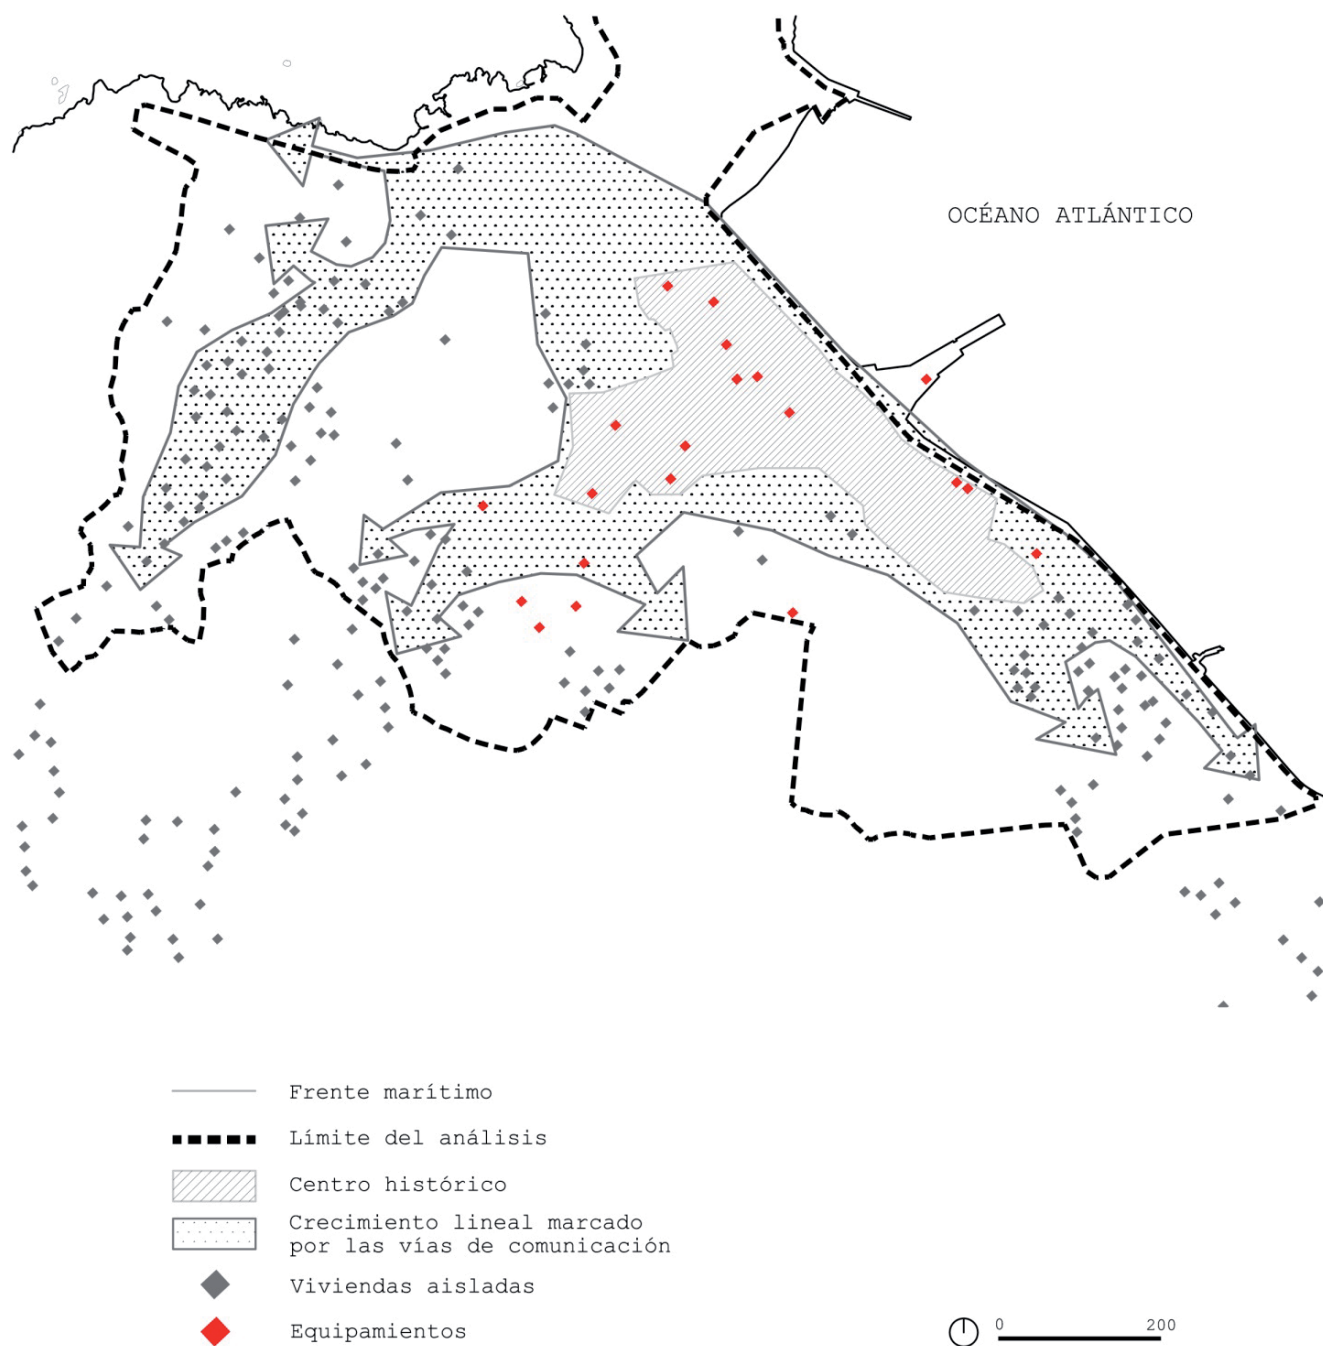 OCÉANO ATLÁNTICO
Frente marítimo
Límite del análisis
Centro histórico
Crecimiento lineal marcado
por las vías de comunicación
Viviendas aisladas
Equipamientos
0 200